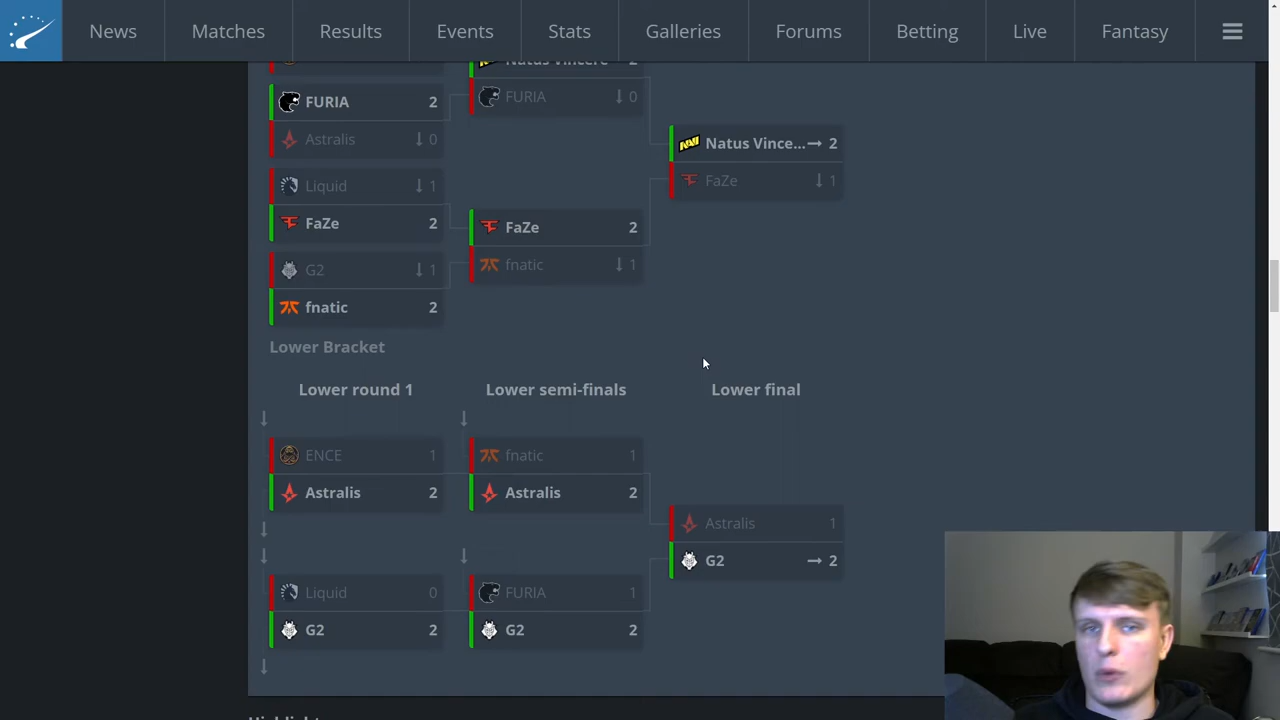 News Matches Results Events Stats Galleries Forums Betting Live Fantasy
Natus Vincere 2
FURIA 2
FURIA ↓ 0
Astralis ↓ 0
Natus Vince... → 2
FaZe ↓ 1
Liquid ↓ 1
FaZe 2
FaZe 2
fnatic ↓ 1
G2 ↓ 1
fnatic 2
Lower Bracket
Lower round 1 Lower semi-finals Lower final
ENCE 1
Astralis 2
fnatic 1
Astralis 2
Astralis 1
G2 → 2
Liquid 0
G2 2
FURIA 1
G2 2